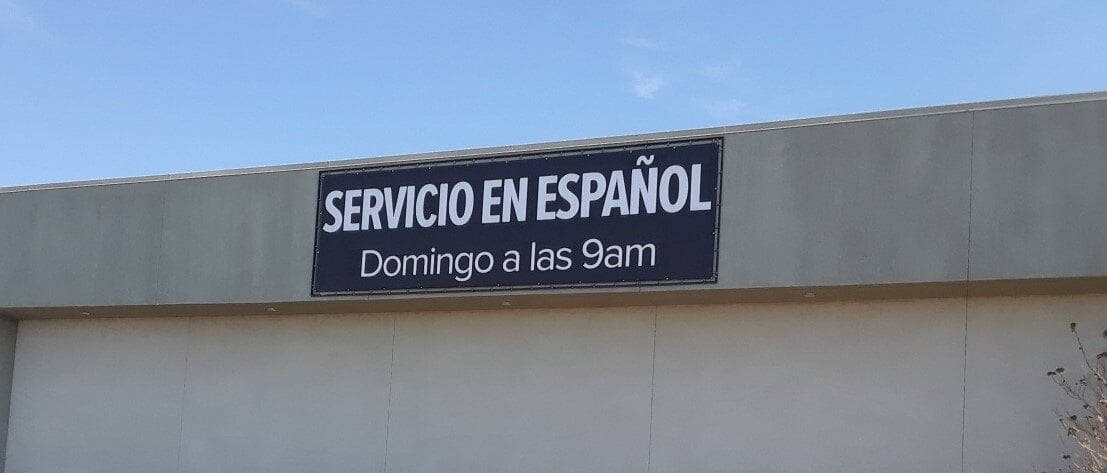 SERVICIO EN ESPAÑOL
Domingo a las 9am